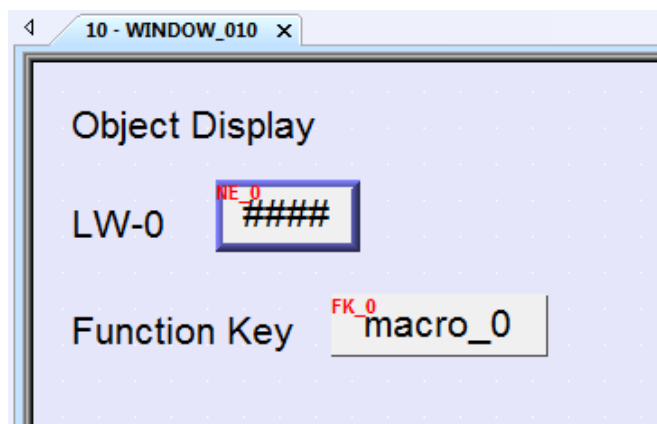 10 - WINDOW_010
Object Display
NE_0
LW-0 ####
FK_0
Function Key macro_0